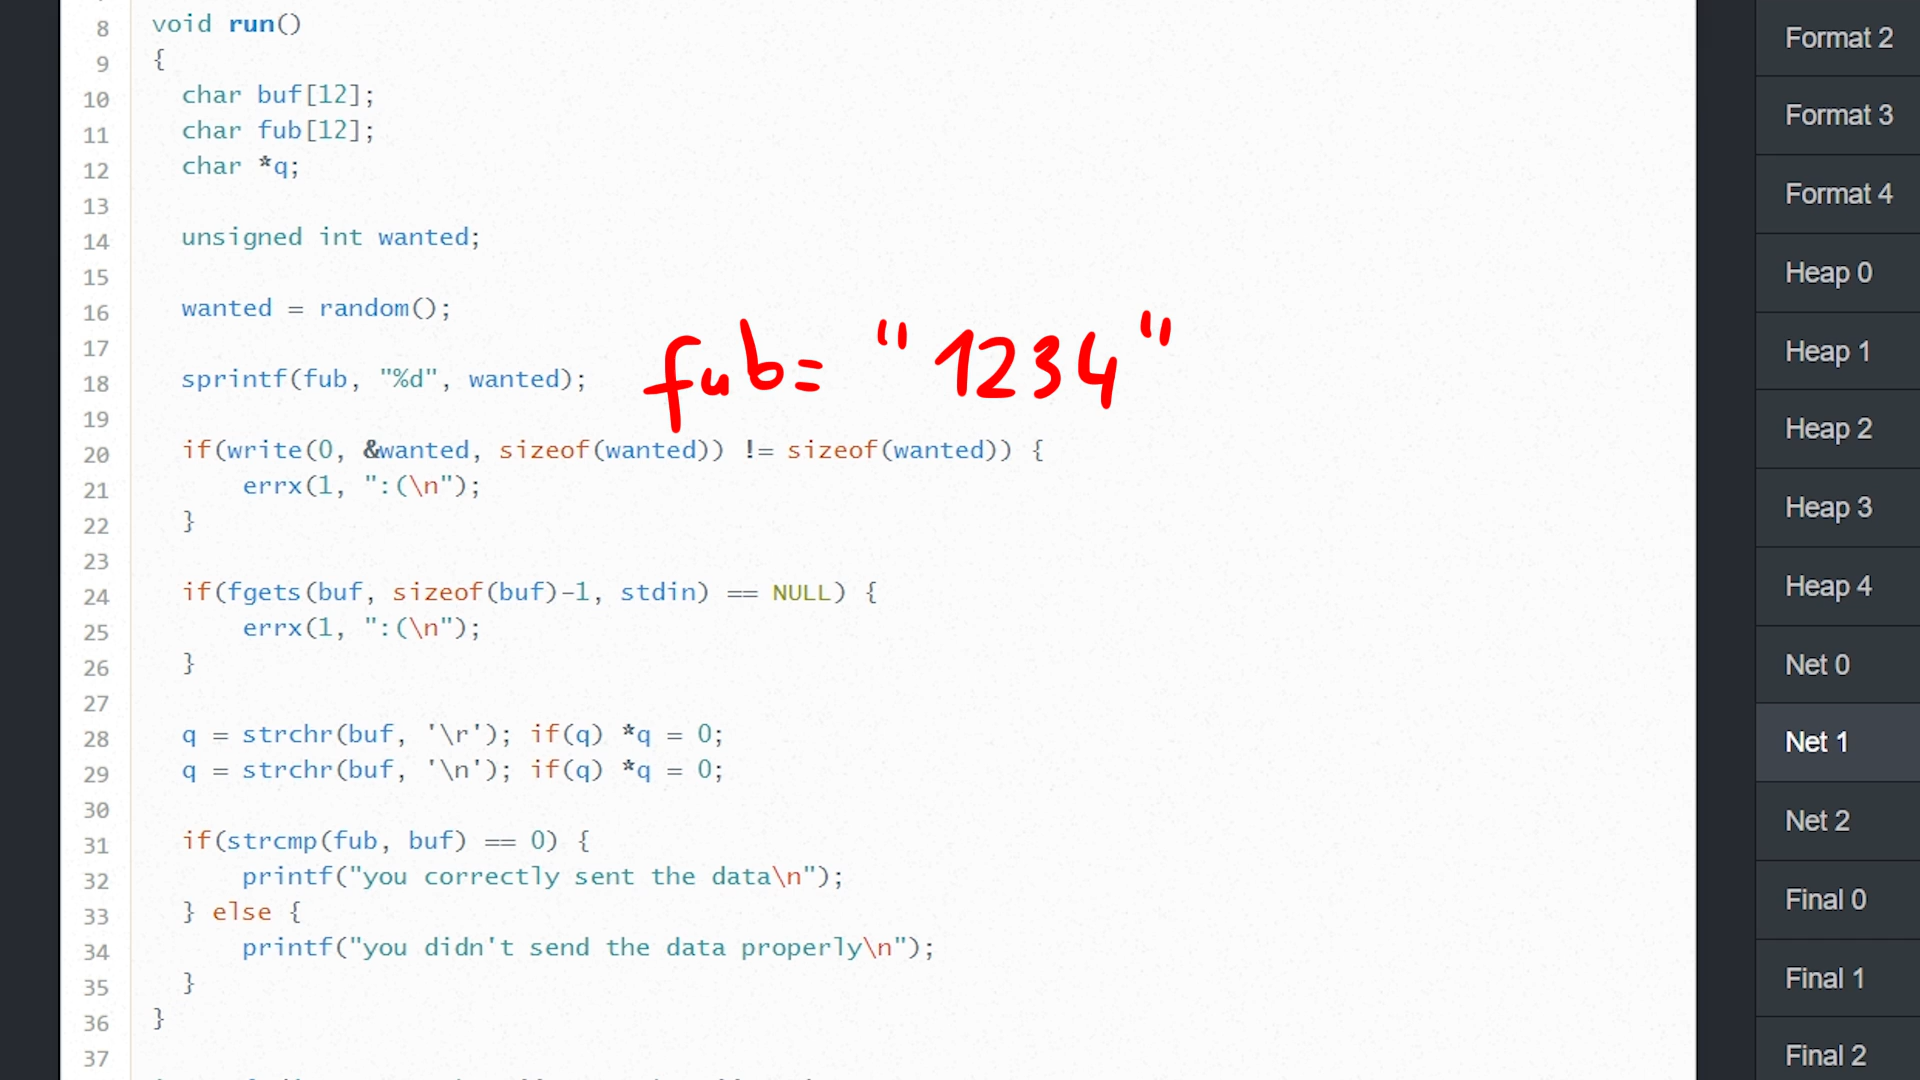 8 void run()
9 {
10 char buf[12];
11 char fub[12];
12 char *q;
13
14 unsigned int wanted;
15
16 wanted = random();
17
18 sprintf(fub, "%d", wanted);
fub= "1234"
19
20 if(write(0, &wanted, sizeof(wanted)) != sizeof(wanted)) {
21 errx(1, ":(\n");
22 }
23
24 if(fgets(buf, sizeof(buf)-1, stdin) == NULL) {
25 errx(1, ":(\n");
26 }
27
28 q = strchr(buf, '\r'); if(q) *q = 0;
29 q = strchr(buf, '\n'); if(q) *q = 0;
30
31 if(strcmp(fub, buf) == 0) {
32 printf("you correctly sent the data\n");
33 } else {
34 printf("you didn't send the data properly\n");
35 }
36 }
37
Format 2
Format 3
Format 4
Heap 0
Heap 1
Heap 2
Heap 3
Heap 4
Net 0
Net 1
Net 2
Final 0
Final 1
Final 2